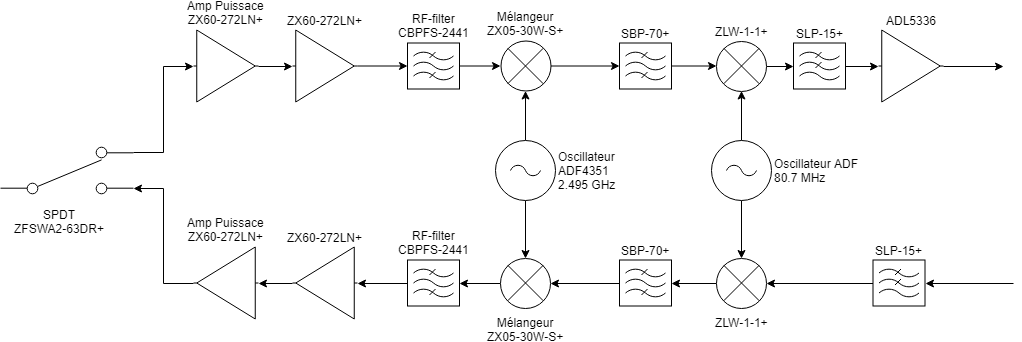 Amp Puissace
ZX60-272LN+
ZX60-272LN+
RF-filter
CBPFS-2441
Mélangeur
ZX05-30W-S+
SBP-70+
ZLW-1-1+
SLP-15+
ADL5336
Oscillateur
ADF4351
2.495 GHz
Oscillateur ADF
80.7 MHz
SPDT
ZFSWA2-63DR+
Amp Puissace
ZX60-272LN+
ZX60-272LN+
RF-filter
CBPFS-2441
Mélangeur
ZX05-30W-S+
SBP-70+
ZLW-1-1+
SLP-15+